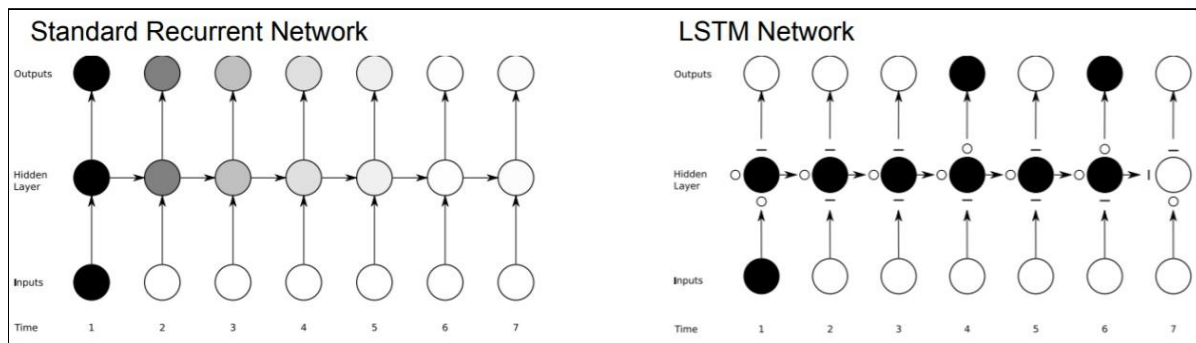 Standard Recurrent Network
Outputs
Hidden
Layer
Inputs
Time 1 2 3 4 5 6 7
LSTM Network
Outputs
Hidden
Layer
Inputs
Time 1 2 3 4 5 6 7